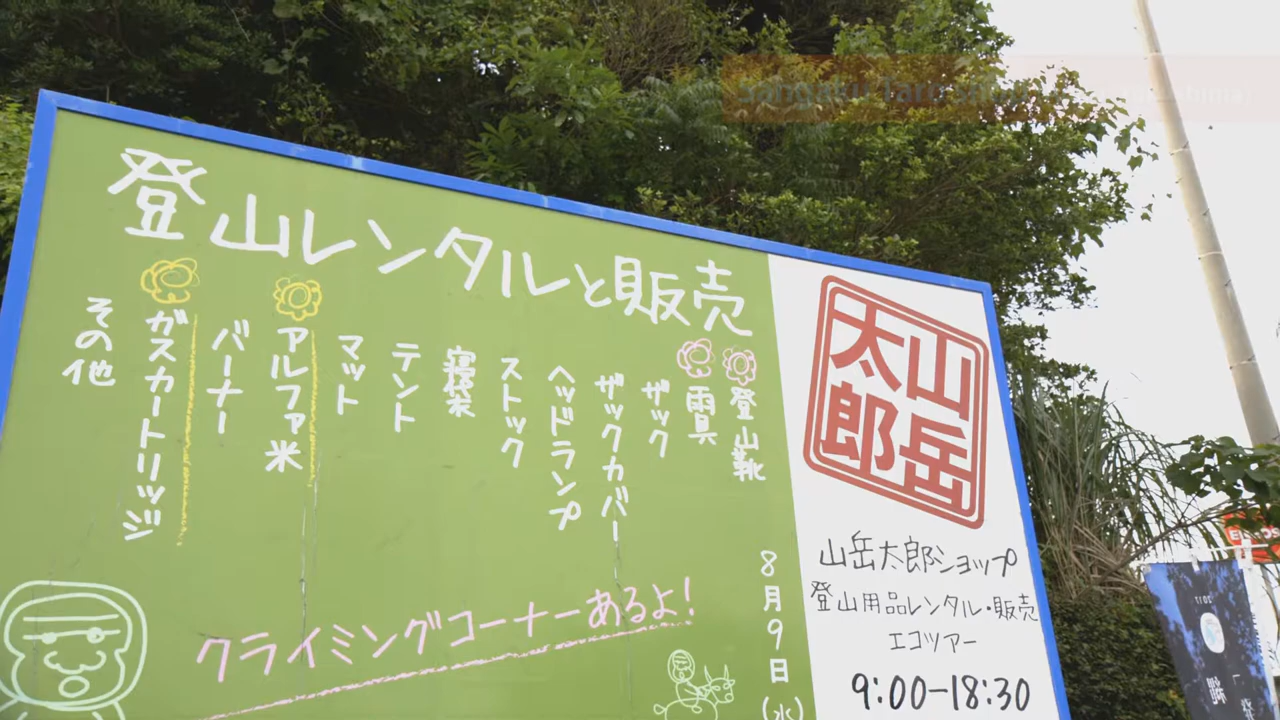 登山レンタルと販売
登山靴
雨具
ザック
ザックカバー
ヘッドランプ
ストック
寝袋
テント
マット
アルファ米
バーナー
ガスカートリッジ
その他
クライミングコーナーあるよ!
8月9日(水)
山岳
太郎
山岳太郎ショップ
登山用品レンタル・販売
エコツアー
9:00-18:30